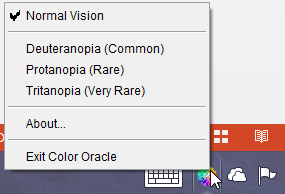 Normal Vision
Deuteranopia (Common)
Protanopia (Rare)
Tritanopia (Very Rare)
About...
Exit Color Oracle